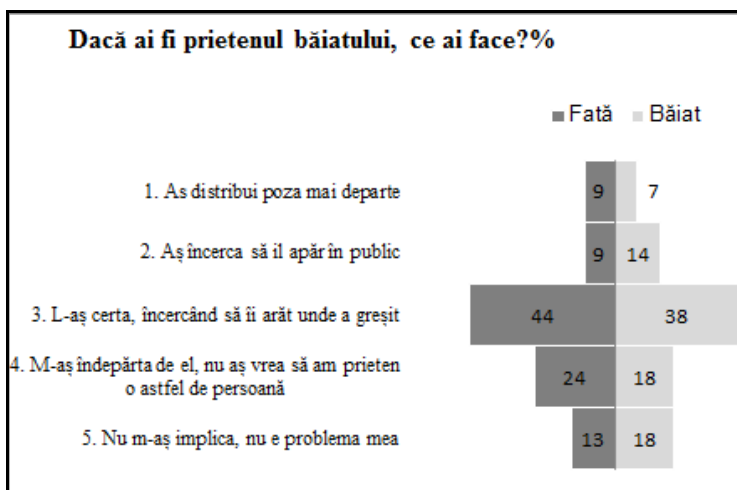 Dacă ai fi prietenul băiatului, ce ai face?%
Fată Băiat
1. As distribui poza mai departe 9 7
2. Aș încerca să il apăr în public 9 14
3. L-aș certa, încercând să îi arăt unde a greșit 44 38
4. M-aș îndepărta de el, nu aș vrea să am prieten
o astfel de persoană 24 18
5. Nu m-aș implica, nu e problema mea 13 18